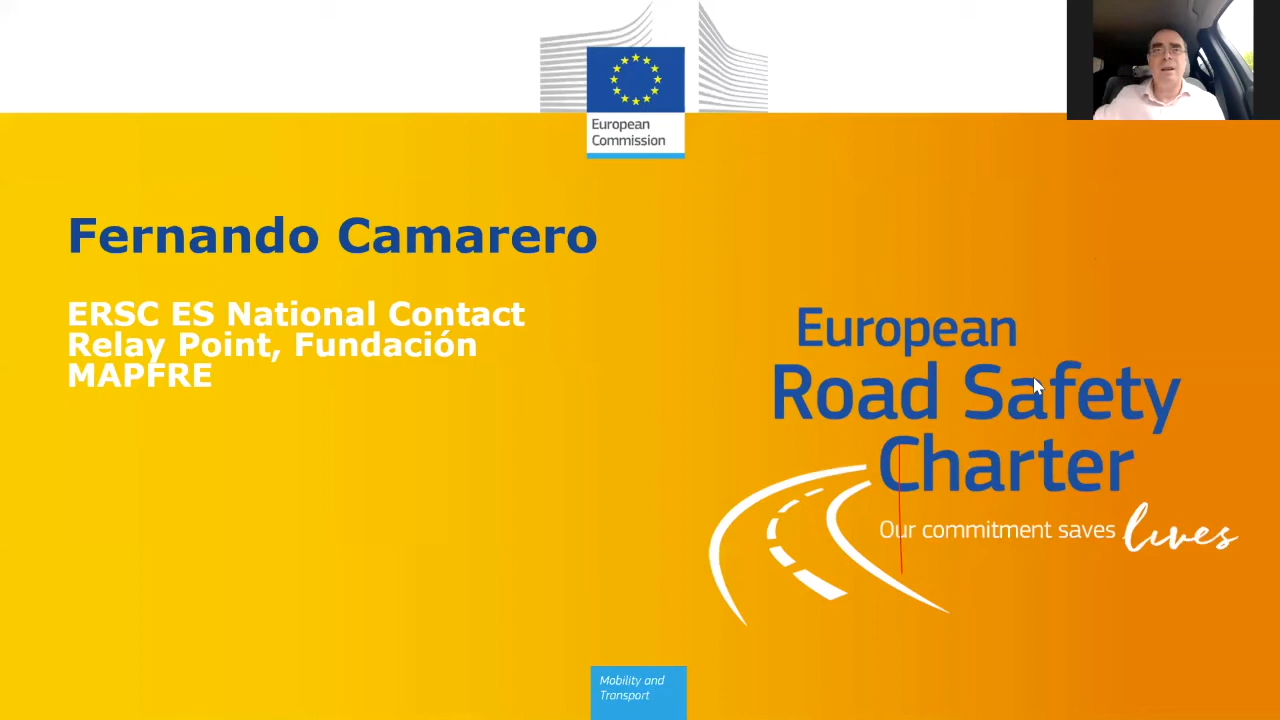 European
Commission
Fernando Camarero
ERSC ES National Contact
Relay Point, Fundación
MAPFRE
European
Road Safety
Charter
Our commitment saves lives
Mobility and
Transport